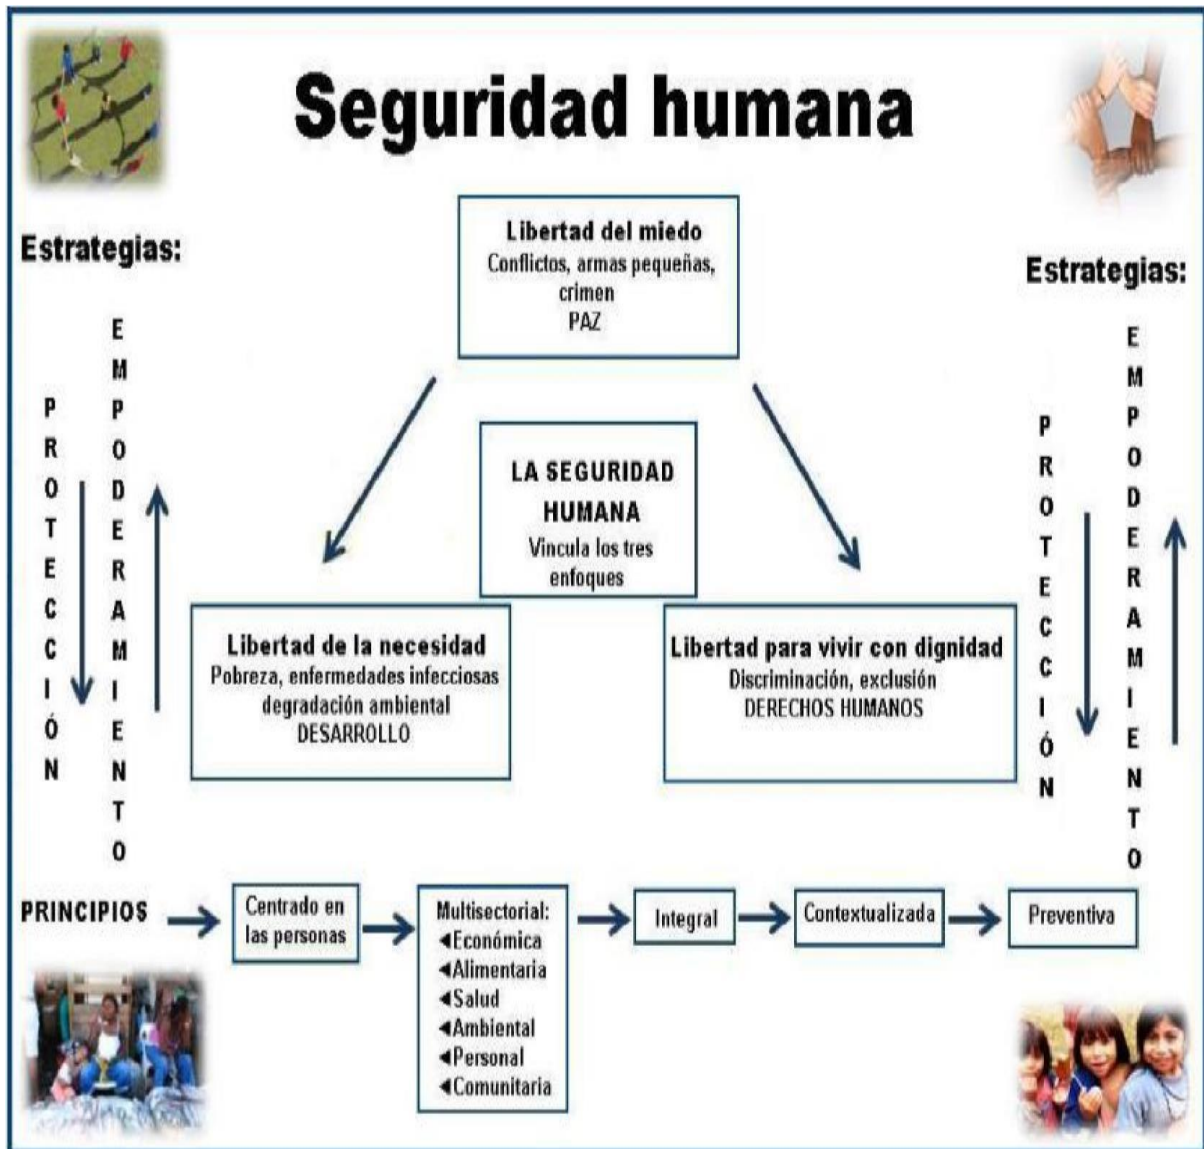 Seguridad humana
Estrategias:
PROTECCIÓN
EMPODERAMIENTO
Libertad del miedo
Conflictos, armas pequeñas,
crimen
PAZ
LA SEGURIDAD
HUMANA
Vincula los tres
enfoques
Libertad de la necesidad
Pobreza, enfermedades infecciosas
degradación ambiental
DESARROLLO
Libertad para vivir con dignidad
Discriminación, exclusión
DERECHOS HUMANOS
Estrategias:
PROTECCIÓN
EMPODERAMIENTO
PRINCIPIOS
Centrado en
las personas
Multisectorial:
Económica
Alimentaria
Salud
Ambiental
Personal
Comunitaria
Integral
Contextualizada
Preventiva